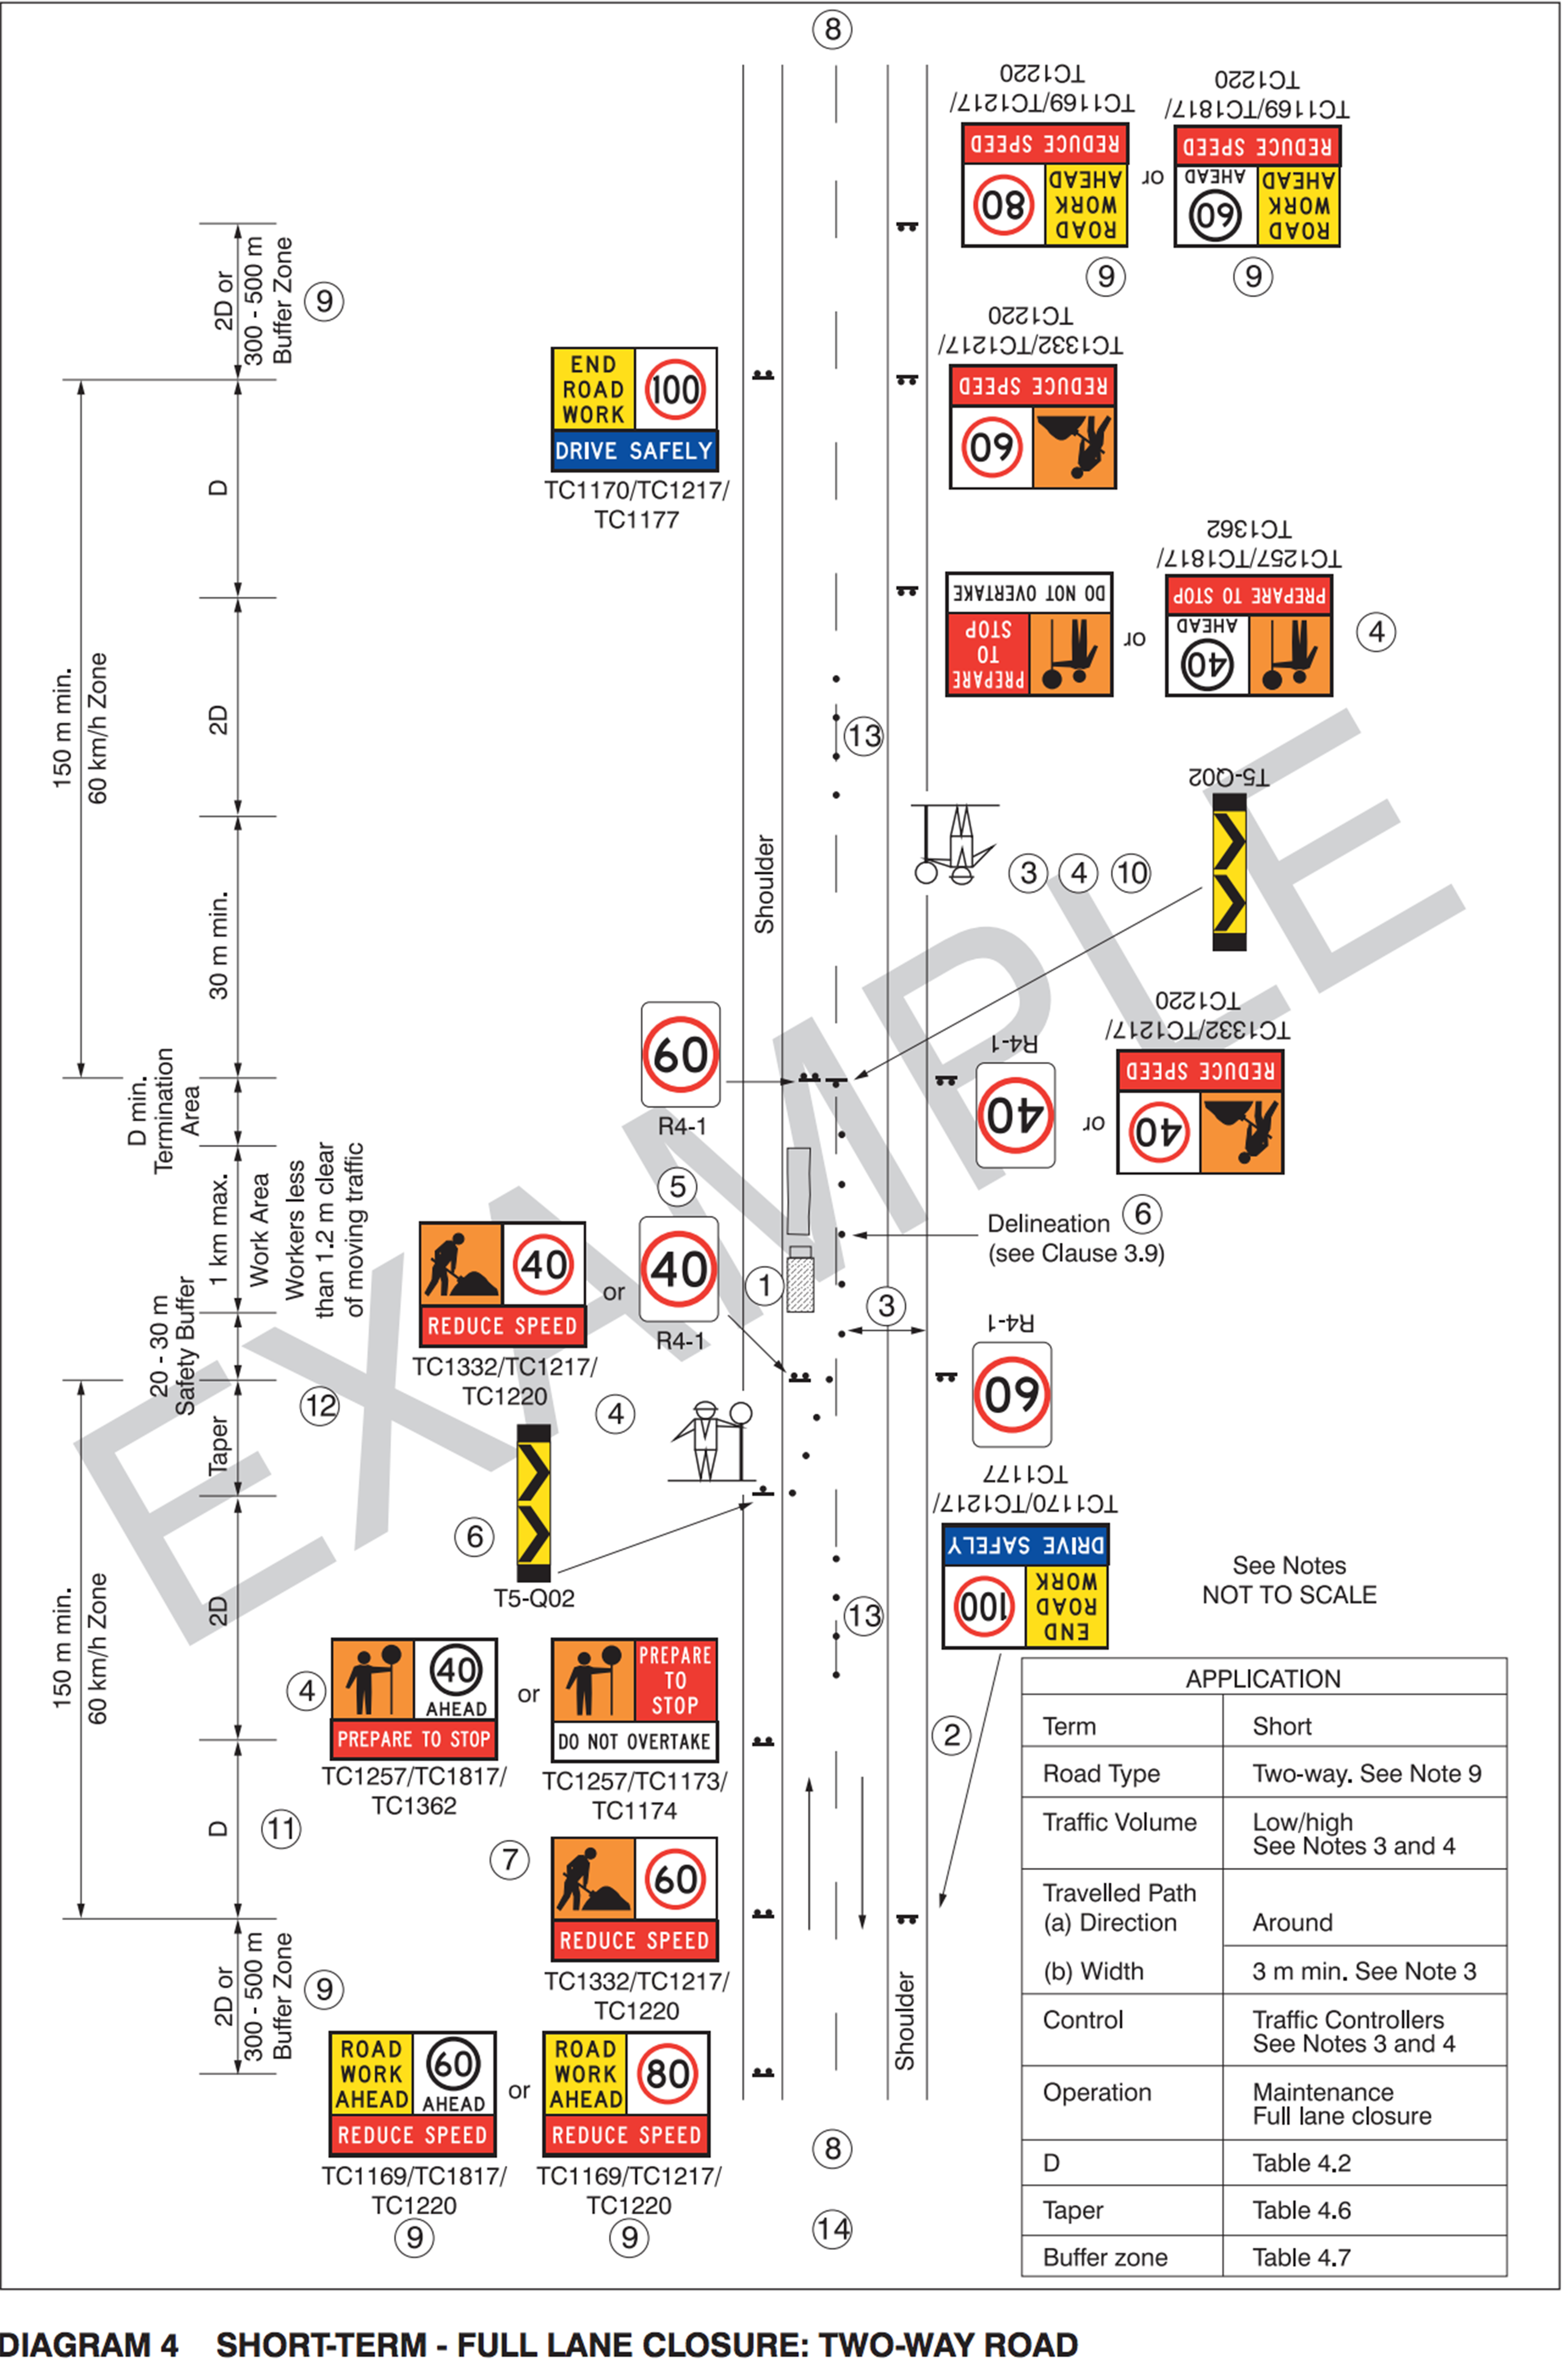 8
TC1169/TC1217/
TC1220
REDUCE SPEED
ROAD
WORK
AHEAD
80
or
TC1169/TC1817/
TC1220
REDUCE SPEED
ROAD
WORK
AHEAD
60
AHEAD
9
9
2D or
300 - 500 m
Buffer Zone
9
END
ROAD
WORK
100
DRIVE SAFELY
TC1170/TC1217/
TC1177
TC1332/TC1217/
TC1220
REDUCE SPEED
60
D
DO NOT OVERTAKE
PREPARE
TO
STOP
or
TC1257/TC1817/
TC1362
PREPARE TO STOP
40
AHEAD
4
150 m min.
60 km/h Zone
2D
13
T5-Q02
Shoulder
3
4
10
30 m min.
60
R4-1
R4-1
40
or
TC1332/TC1217/
TC1220
REDUCE SPEED
40
D min.
Termination
Area
5
6
Delineation
(see Clause 3.9)
1 km max.
Work Area
Workers less
than 1.2 m clear
of moving traffic
40
REDUCE SPEED
TC1332/TC1217/
TC1220
or
40
R4-1
1
3
20 - 30 m
Safety Buffer
R4-1
60
12
Taper
4
6
T5-Q02
TC1170/TC1217/
TC1177
DRIVE SAFELY
END
ROAD
WORK
100
See Notes
NOT TO SCALE
150 m min.
60 km/h Zone
2D
13
4
40
AHEAD
PREPARE TO STOP
TC1257/TC1817/
TC1362
or
PREPARE
TO
STOP
DO NOT OVERTAKE
TC1257/TC1173/
TC1174
2
D
11
7
60
REDUCE SPEED
TC1332/TC1217/
TC1220
2D or
300 - 500 m
Buffer Zone
9
Shoulder
ROAD
WORK
AHEAD
60
AHEAD
REDUCE SPEED
TC1169/TC1817/
TC1220
9
or
ROAD
WORK
AHEAD
80
REDUCE SPEED
TC1169/TC1217/
TC1220
9
8
14
APPLICATION
Term Short
Road Type Two-way. See Note 9
Traffic Volume Low/high
See Notes 3 and 4
Travelled Path
(a) Direction Around
(b) Width 3 m min. See Note 3
Control Traffic Controllers
See Notes 3 and 4
Operation Maintenance
Full lane closure
D Table 4.2
Taper Table 4.6
Buffer zone Table 4.7
EXAMPLE
DIAGRAM 4 SHORT-TERM - FULL LANE CLOSURE: TWO-WAY ROAD